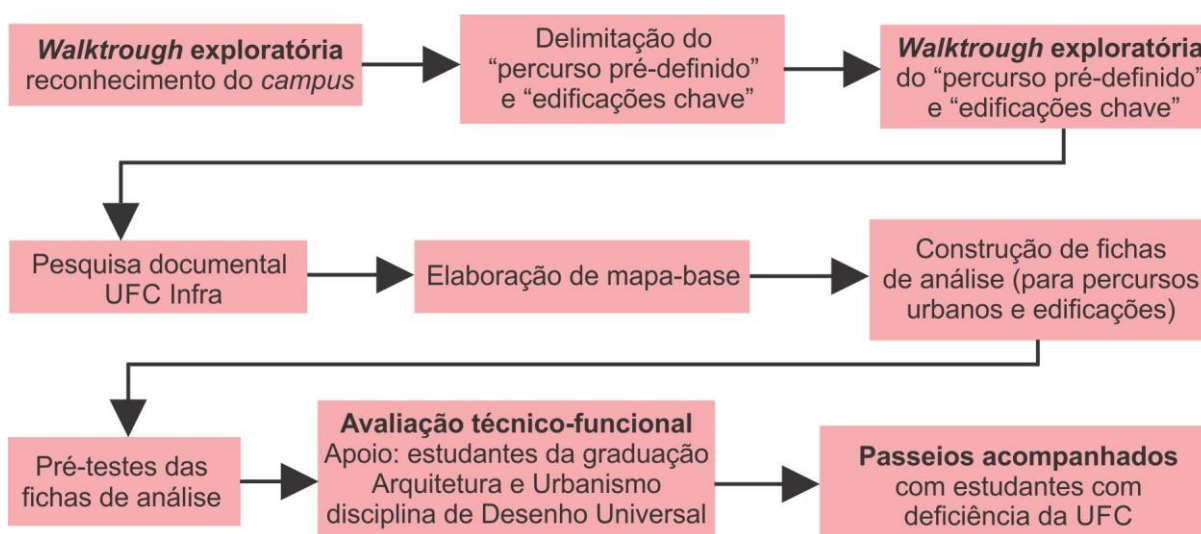 Walktrough exploratória
reconhecimento do campus
Delimitação do
“percurso pré-definido”
e “edificações chave”
Walktrough exploratória
do “percurso pré-definido”
e “edificações chave”
Pesquisa documental
UFC Infra
Elaboração de mapa-base
Construção de fichas
de análise (para percursos
urbanos e edificações)
Pré-testes das
fichas de análise
Avaliação técnico-funcional
Apoio: estudantes da graduação
Arquitetura e Urbanismo
disciplina de Desenho Universal
Passeios acompanhados
com estudantes com
deficiência da UFC